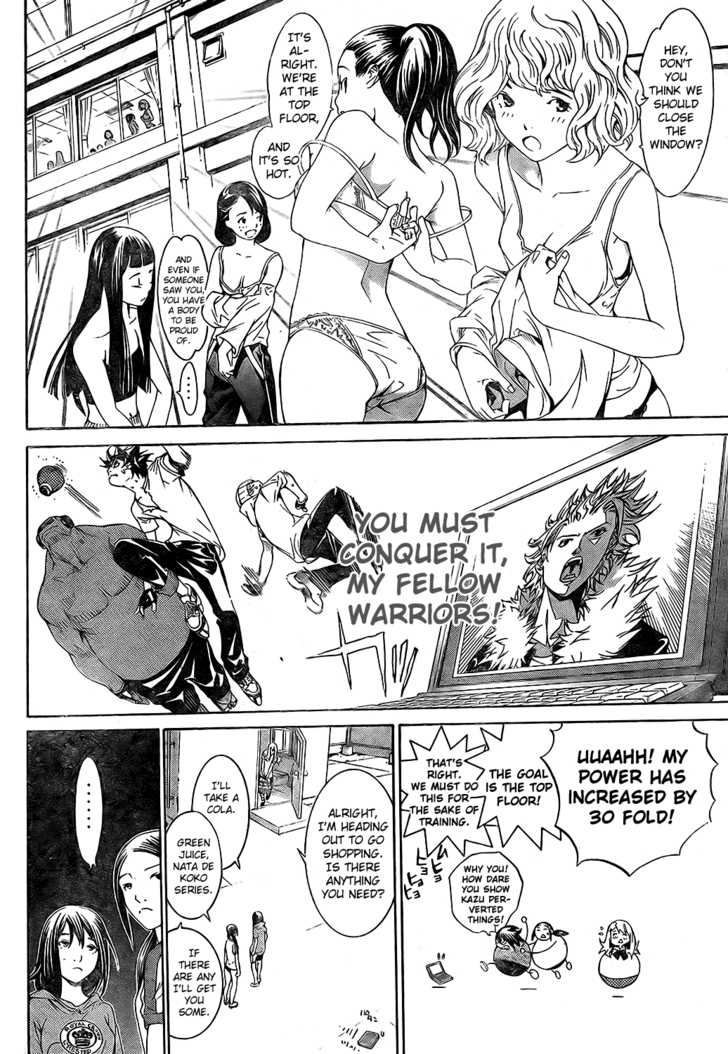 HEY,
DON'T
YOU
THINK WE
SHOULD
CLOSE
THE
WINDOW?
IT'S
AL-
RIGHT.
WE'RE
AT THE
TOP
FLOOR,
AND
IT'S SO
HOT.
AND
EVEN IF
SOMEONE
SAW YOU,
YOU HAVE
A BODY
TO BE
PROUD
OF.
....
YOU MUST
CONQUER IT,
MY FELLOW
WARRIORS!
UUAAHH! MY
POWER HAS
INCREASED BY
30 FOLD!
THE GOAL
IS THE TOP
FLOOR!
THAT'S
RIGHT.
WE MUST DO
THIS FOR
THE SAKE OF
TRAINING.
WHY YOU!
HOW DARE
YOU SHOW
KAZU PER-
VERTED
THINGS!
ALRIGHT,
I'M HEADING
OUT TO GO
SHOPPING.
IS THERE
ANYTHING
YOU NEED?
I'LL
TAKE A
COLA.
GREEN
JUICE,
NATA DE
KOKO
SERIES.
IF
THERE
ARE ANY
I'LL GET
YOU
SOME.
.....